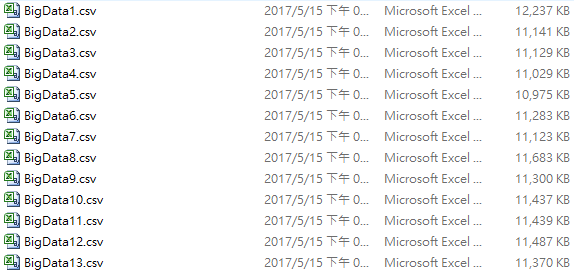 BigData1.csv 2017/5/15 下午 0... Microsoft Excel ... 12,237 KB
BigData2.csv 2017/5/15 下午 0... Microsoft Excel ... 11,141 KB
BigData3.csv 2017/5/15 下午 0... Microsoft Excel ... 11,129 KB
BigData4.csv 2017/5/15 下午 0... Microsoft Excel ... 11,029 KB
BigData5.csv 2017/5/15 下午 0... Microsoft Excel ... 10,975 KB
BigData6.csv 2017/5/15 下午 0... Microsoft Excel ... 11,283 KB
BigData7.csv 2017/5/15 下午 0... Microsoft Excel ... 11,123 KB
BigData8.csv 2017/5/15 下午 0... Microsoft Excel ... 11,683 KB
BigData9.csv 2017/5/15 下午 0... Microsoft Excel ... 11,300 KB
BigData10.csv 2017/5/15 下午 0... Microsoft Excel ... 11,437 KB
BigData11.csv 2017/5/15 下午 0... Microsoft Excel ... 11,439 KB
BigData12.csv 2017/5/15 下午 0... Microsoft Excel ... 11,487 KB
BigData13.csv 2017/5/15 下午 0... Microsoft Excel ... 11,370 KB